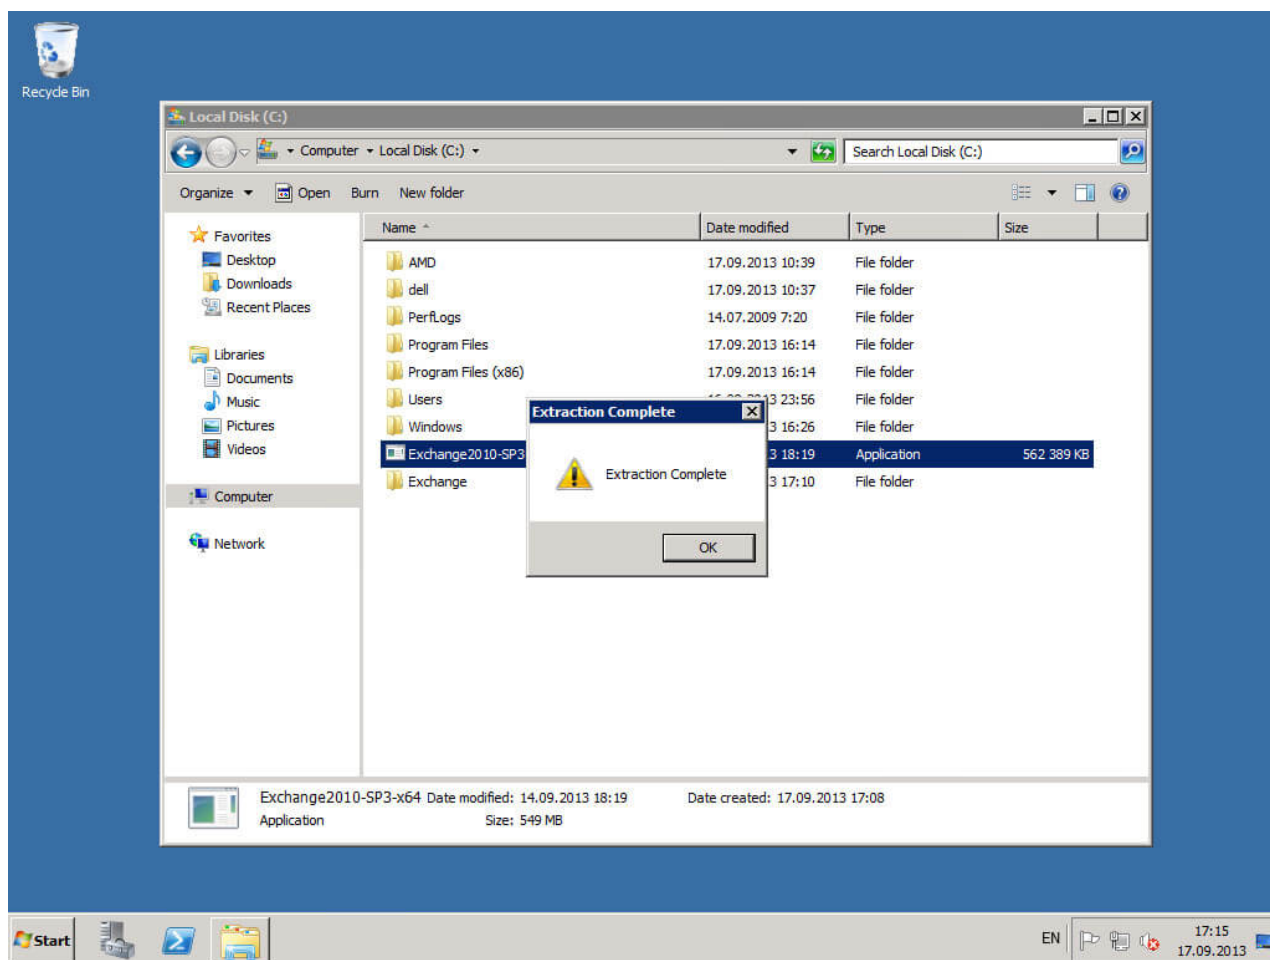 Recycle Bin
Local Disk (C:)
Computer Local Disk (C:)
Search Local Disk (C:)
Organize Open Burn New folder
Name Date modified Type Size
Favorites
Desktop
Downloads
Recent Places
Libraries
Documents
Music
Pictures
Videos
Computer
Network
AMD 17.09.2013 10:39 File folder
dell 17.09.2013 10:37 File folder
PerfLogs 14.07.2009 7:20 File folder
Program Files 17.09.2013 16:14 File folder
Program Files (x86) 17.09.2013 16:14 File folder
Users 3 23:56 File folder
Windows 3 16:26 File folder
Exchange2010-SP3 3 18:19 Application 562 389 KB
Exchange 3 17:10 File folder
Extraction Complete
Extraction Complete
OK
Exchange2010-SP3-x64 Date modified: 14.09.2013 18:19 Date created: 17.09.2013 17:08
Application Size: 549 MB
Start
EN
17:15
17.09.2013